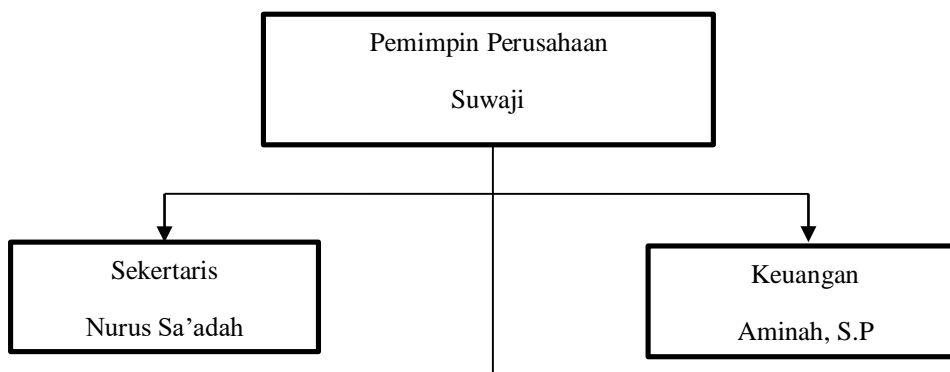 Pemimpin Perusahaan
Suwaji
Sekertaris
Nurus Sa’adah
Keuangan
Aminah, S.P